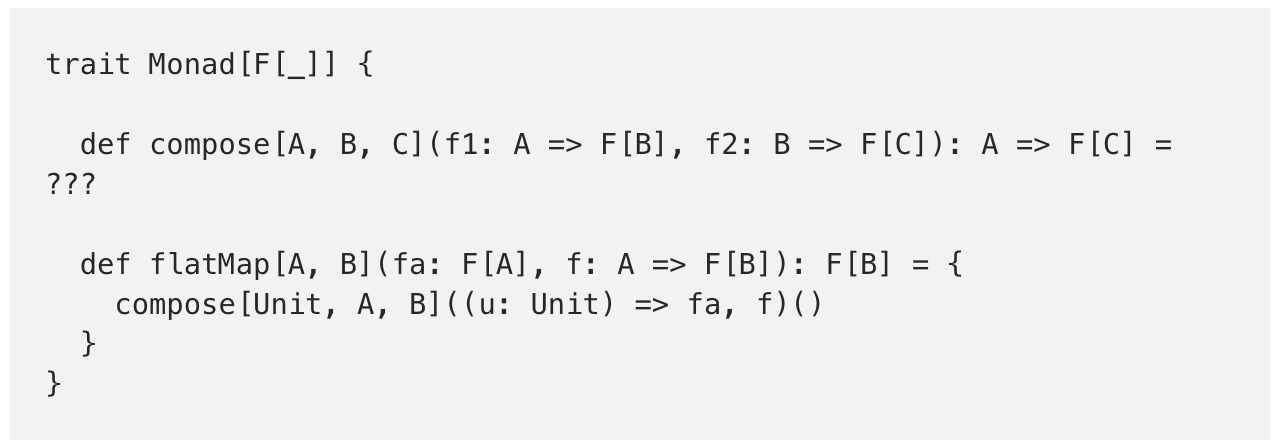 trait Monad[F[_]] {
def compose[A, B, C](f1: A => F[B], f2: B => F[C]): A => F[C] =
???
def flatMap[A, B](fa: F[A], f: A => F[B]): F[B] = {
compose[Unit, A, B]((u: Unit) => fa, f)()
}
}